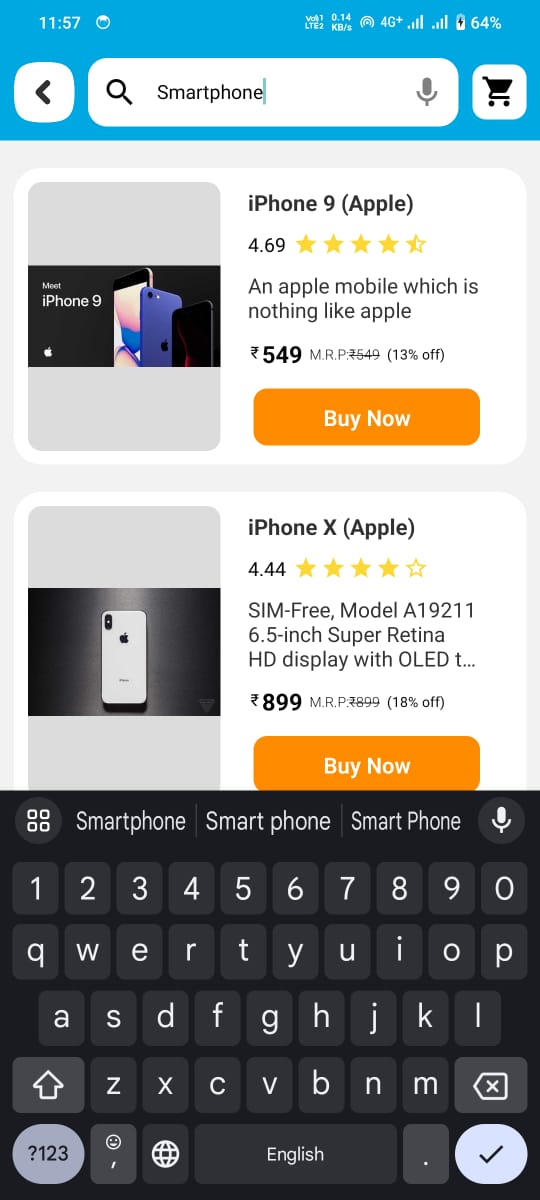 11:57 Vo)) 1 LTE2 0.14 KB/s 4G+ 64%
Smartphone
iPhone 9 (Apple)
4.69
Meet
iPhone 9
An apple mobile which is
nothing like apple
₹549 M.R.P:₹549 (13% off)
Buy Now
iPhone X (Apple)
4.44
SIM-Free, Model A19211
6.5-inch Super Retina
HD display with OLED t...
₹899 M.R.P:₹899 (18% off)
Buy Now
Smartphone Smart phone Smart Phone
1 2 3 4 5 6 7 8 9 0
q w e r t y u i o p
a s d f g h j k l
z x c v b n m
?123 , English .